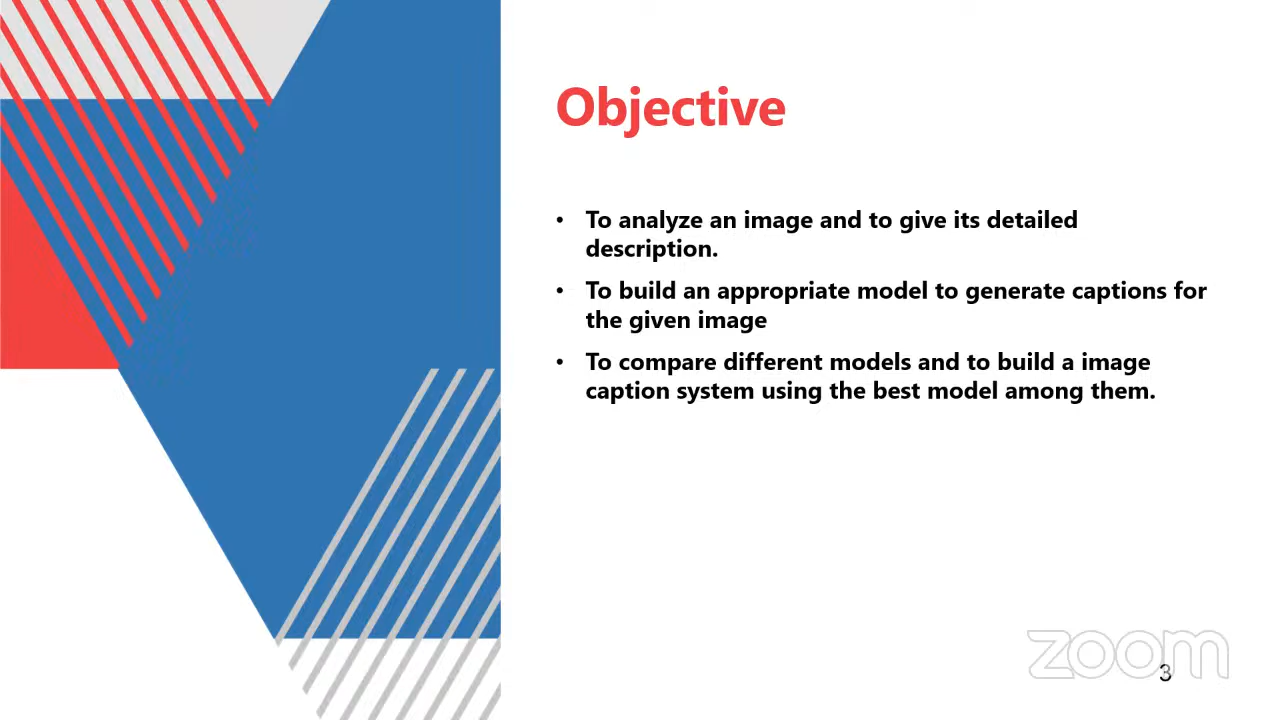 Objective
• To analyze an image and to give its detailed
description.
• To build an appropriate model to generate captions for
the given image
• To compare different models and to build a image
caption system using the best model among them.
zoom
3